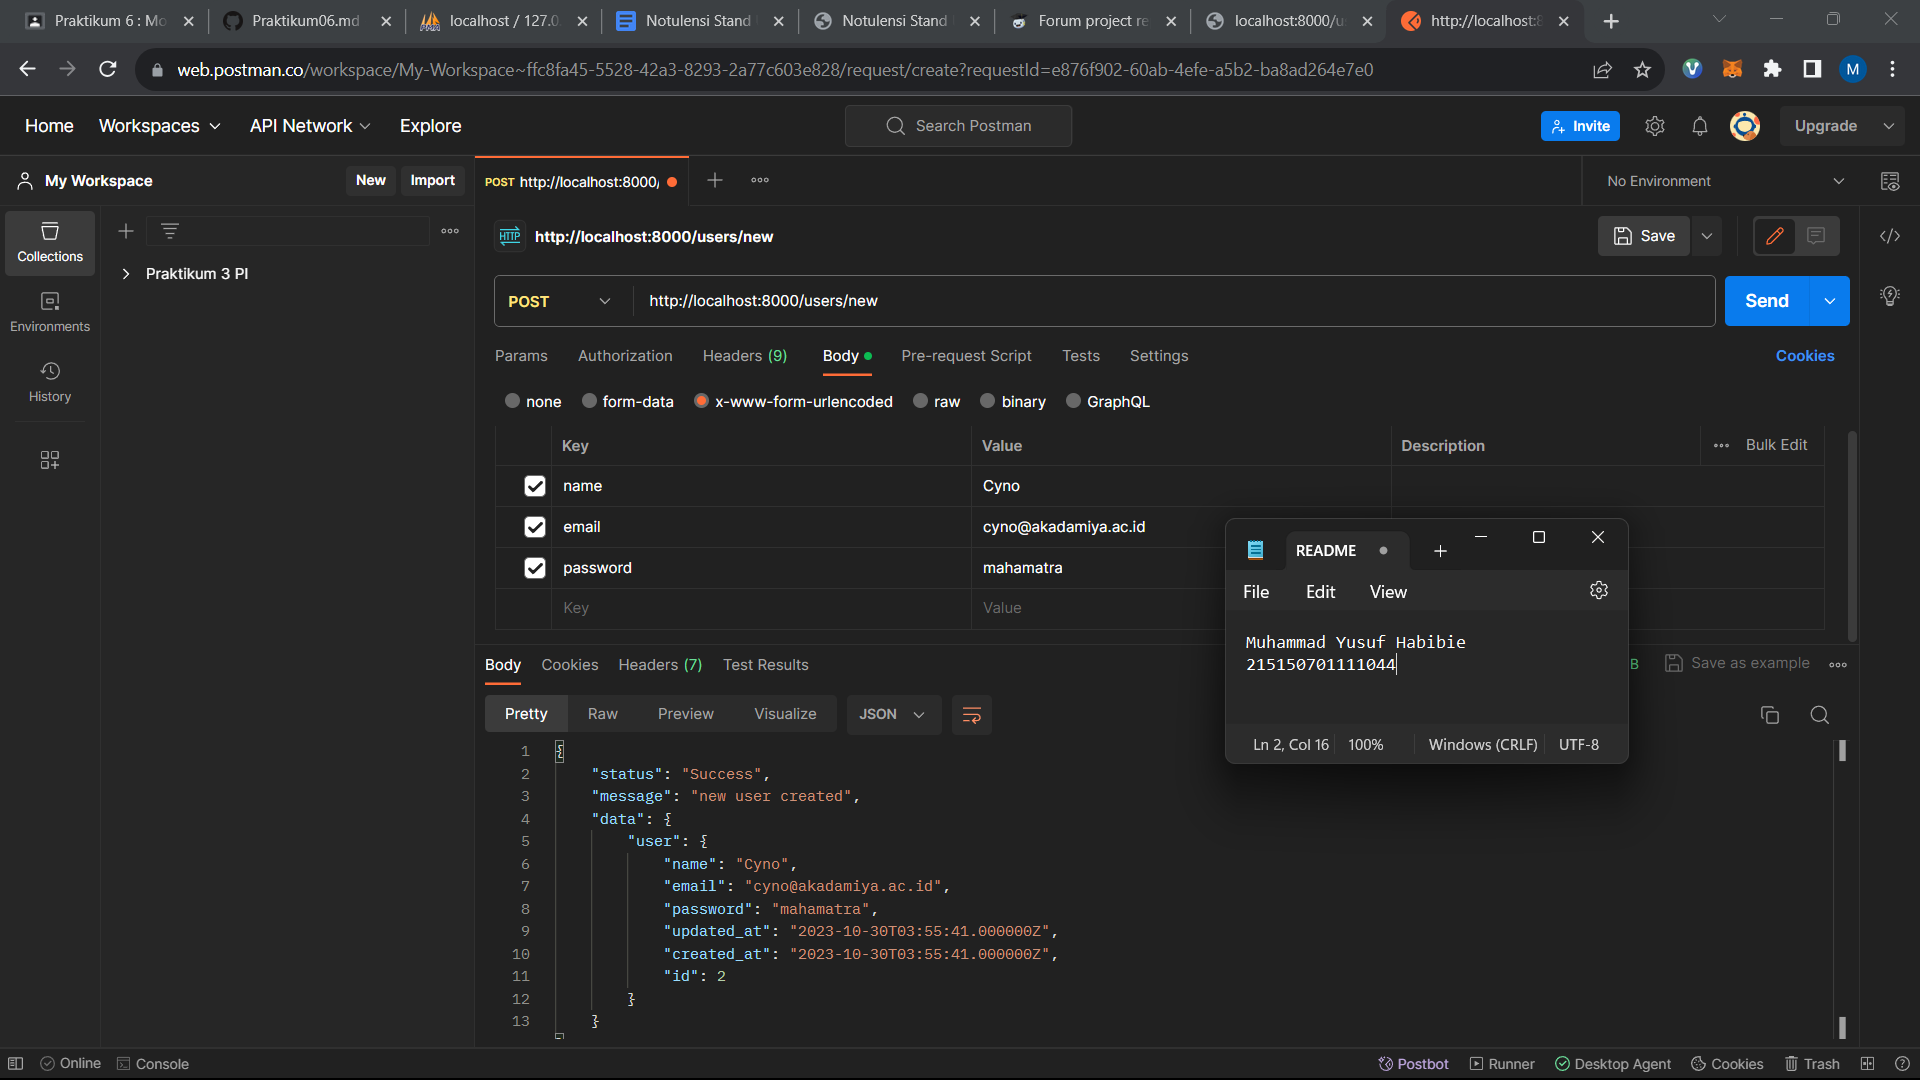 Praktikum 6 : Mo
Praktikum06.md
localhost / 127.0.
Notulensi Stand
Notulensi Stand
Forum project re
localhost:8000/u
http://localhost:8
web.postman.co/workspace/My-Workspace~ffc8fa45-5528-42a3-8293-2a77c603e828/request/create?requestId=e876f902-60ab-4efe-a5b2-ba8ad264e7e0
M
Home
Workspaces
API Network
Explore
Search Postman
Invite
Upgrade
My Workspace
New
Import
POST http://localhost:8000/
No Environment
Collections
Environments
History
Praktikum 3 PI
HTTP
http://localhost:8000/users/new
Save
POST
http://localhost:8000/users/new
Send
Params
Authorization
Headers (9)
Body
Pre-request Script
Tests
Settings
Cookies
none
form-data
x-www-form-urlencoded
raw
binary
GraphQL
Key
Value
Description
Bulk Edit
name
Cyno
email
cyno@akadamiya.ac.id
password
mahamatra
Key
Value
README
File
Edit
View
Muhammad Yusuf Habibie
215150701111044
Ln 2, Col 16
100%
Windows (CRLF)
UTF-8
Body
Cookies
Headers (7)
Test Results
B
Save as example
Pretty
Raw
Preview
Visualize
JSON
1 {
2 "status": "Success",
3 "message": "new user created",
4 "data": {
5 "user": {
6 "name": "Cyno",
7 "email": "cyno@akadamiya.ac.id",
8 "password": "mahamatra",
9 "updated_at": "2023-10-30T03:55:41.000000Z",
10 "created_at": "2023-10-30T03:55:41.000000Z",
11 "id": 2
12 }
13 }
Online
Console
Postbot
Runner
Desktop Agent
Cookies
Trash